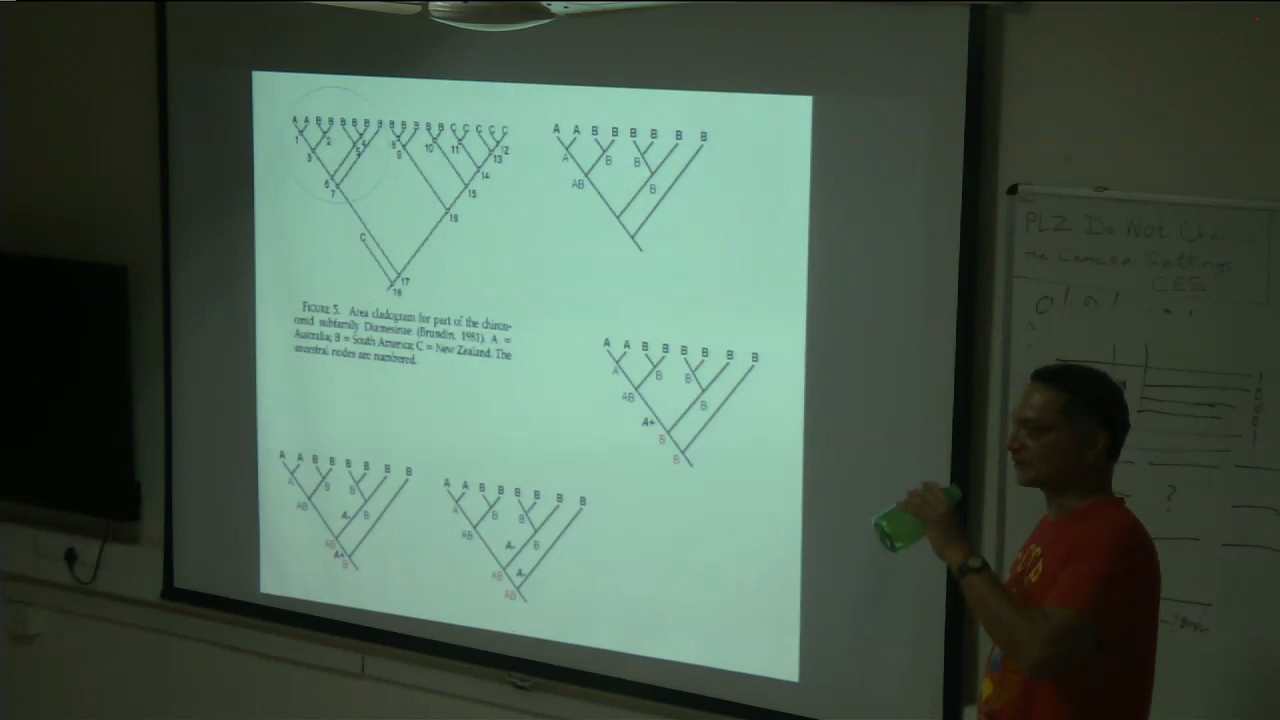 A A B B B B B B B B B B B C C C C C
1 2 4 5 8 10 11 12
3 9 13
6 14
7 15
16
C
17
18
FIGURE 5. Area cladogram for part of the chiron-
omid subfamily Diamesinae (Brundin, 1981). A =
Australia; B = South America; C = New Zealand. The
ancestral nodes are numbered.
A A B B B B B B
A B B
AB B
A A B B B B B B
A B B
AB B
A+
B
B
A A B B B B B B
A B B
AB A- B
AB
A+
B
A A B B B B B B
A B B
AB A- B
AB A-
AB
PLZ Do Not
the Camera Settings
CES
?